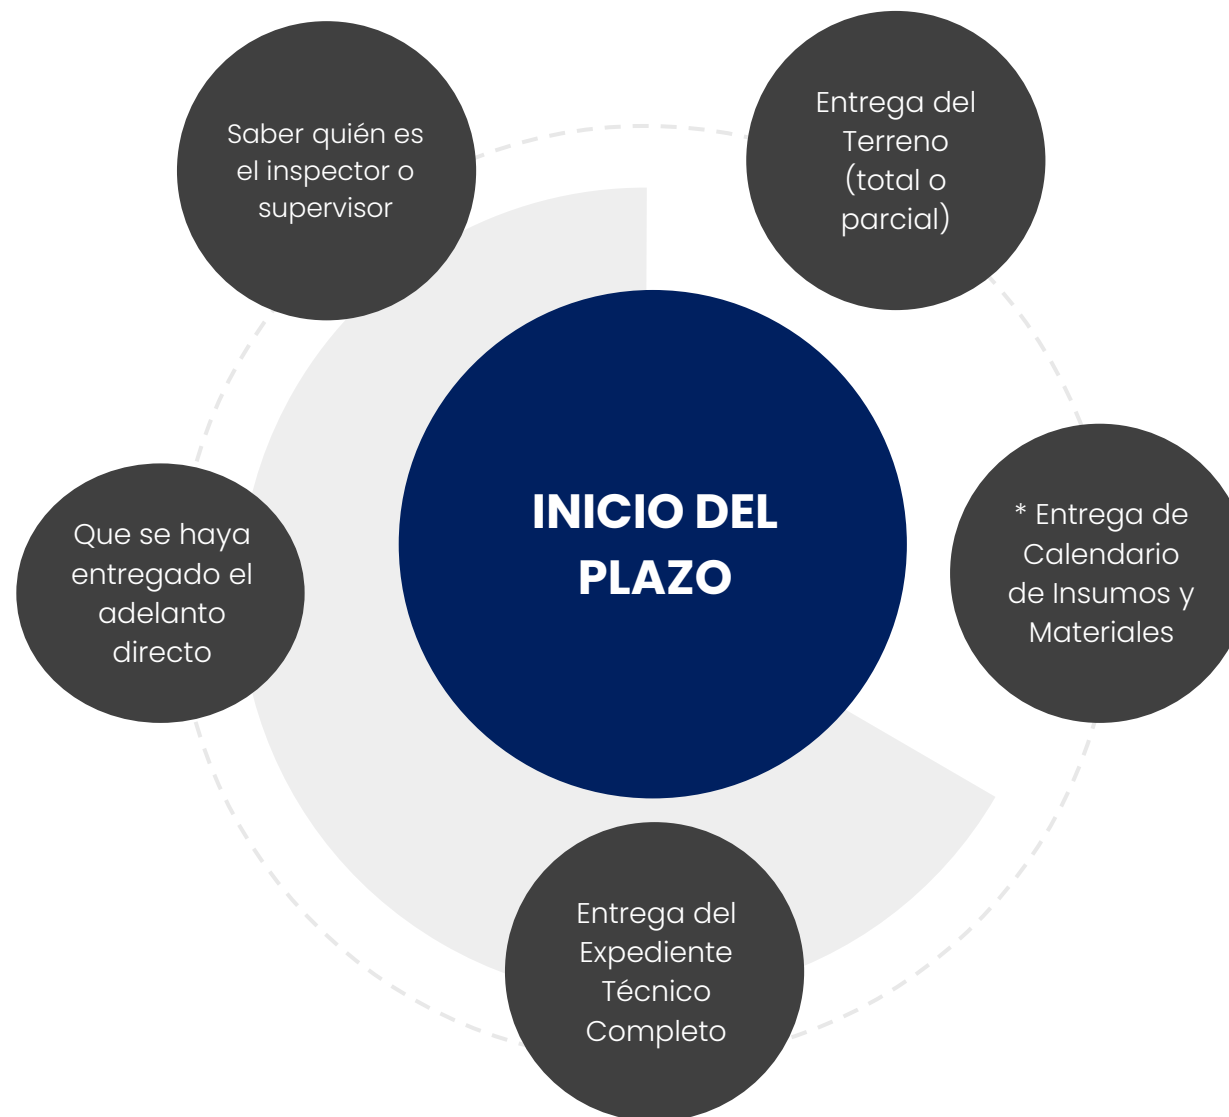 Saber quién es
el inspector o
supervisor
Entrega del
Terreno
(total o
parcial)
INICIO DEL
PLAZO
* Entrega de
Calendario
de Insumos y
Materiales
Que se haya
entregado el
adelanto
directo
Entrega del
Expediente
Técnico
Completo